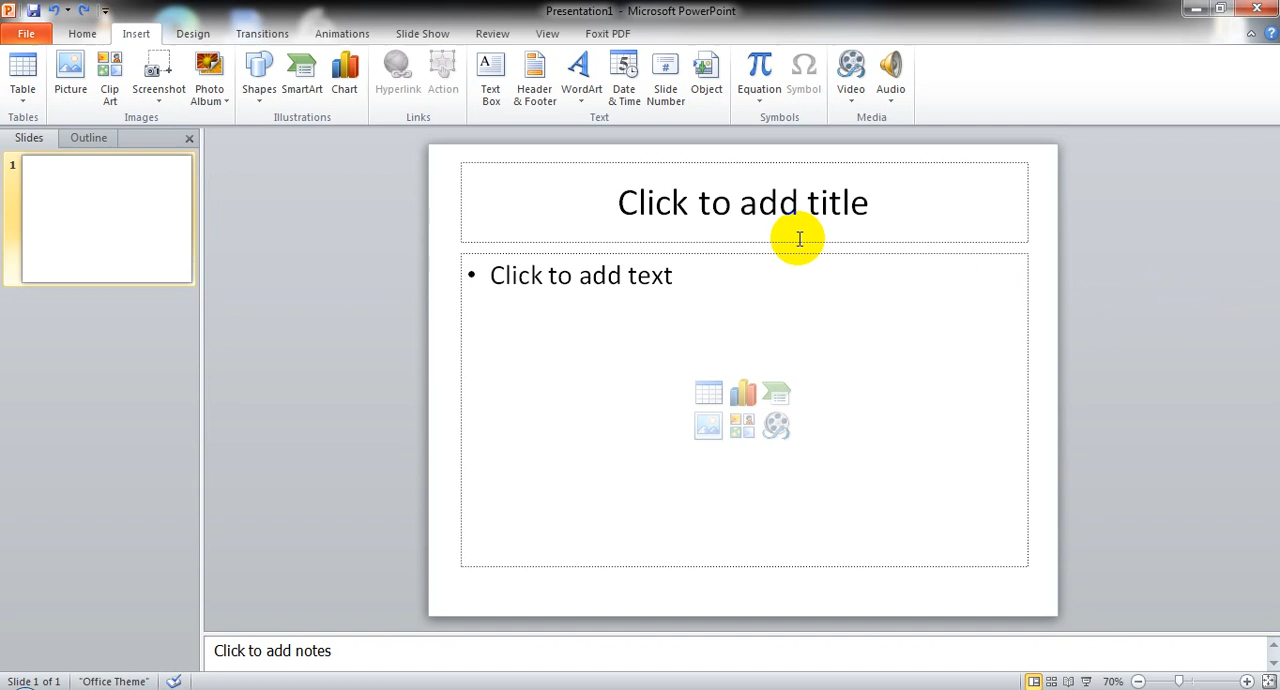 Presentation1 - Microsoft PowerPoint
File Home Insert Design Transitions Animations Slide Show Review View Foxit PDF
Table Picture Clip Art Screenshot Photo Album Shapes SmartArt Chart Hyperlink Action Text Box Header & Footer WordArt Date & Time Slide Number Object Equation Symbol Video Audio
Tables Images Illustrations Links Text Symbols Media
Slides Outline
1
Click to add title
• Click to add text
Click to add notes
Slide 1 of 1 "Office Theme" 70%